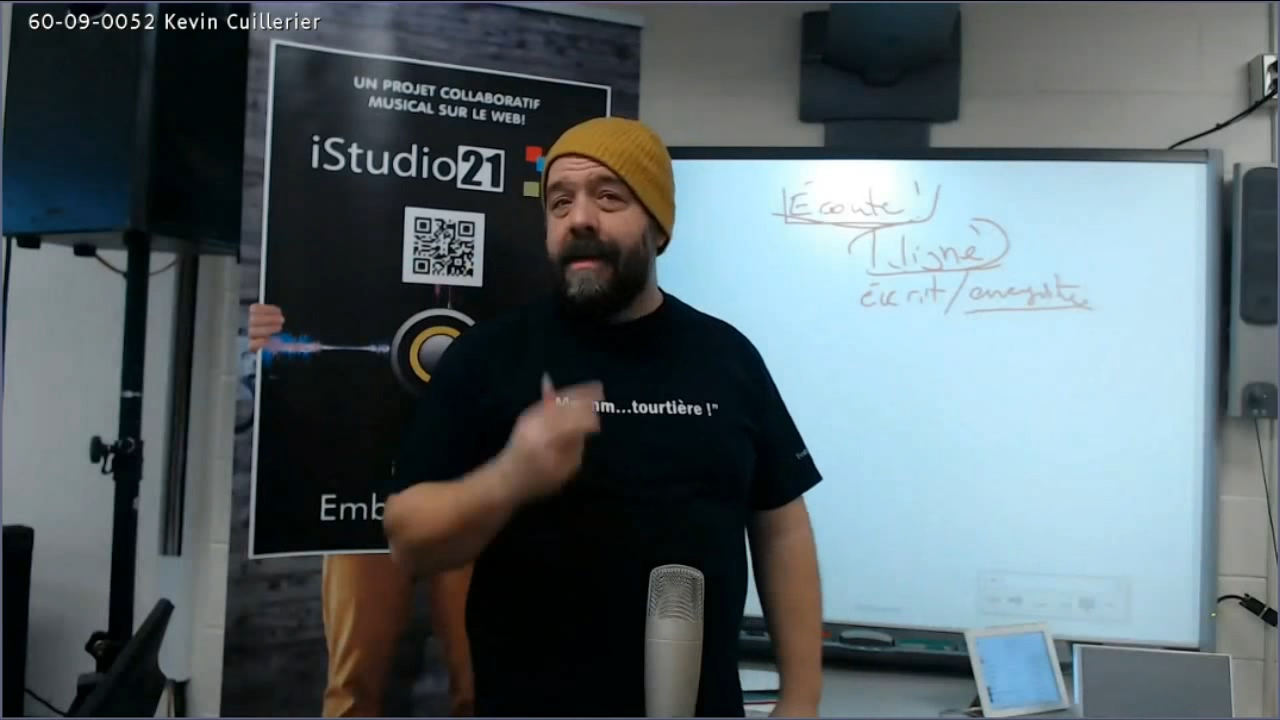 60-09-0052 Kevin Cuillerier
UN PROJET COLLABORATIF
MUSICAL SUR LE WEB!
iStudio21
Emb
...tourtière !"
Écoute
1 ligne
écrit/